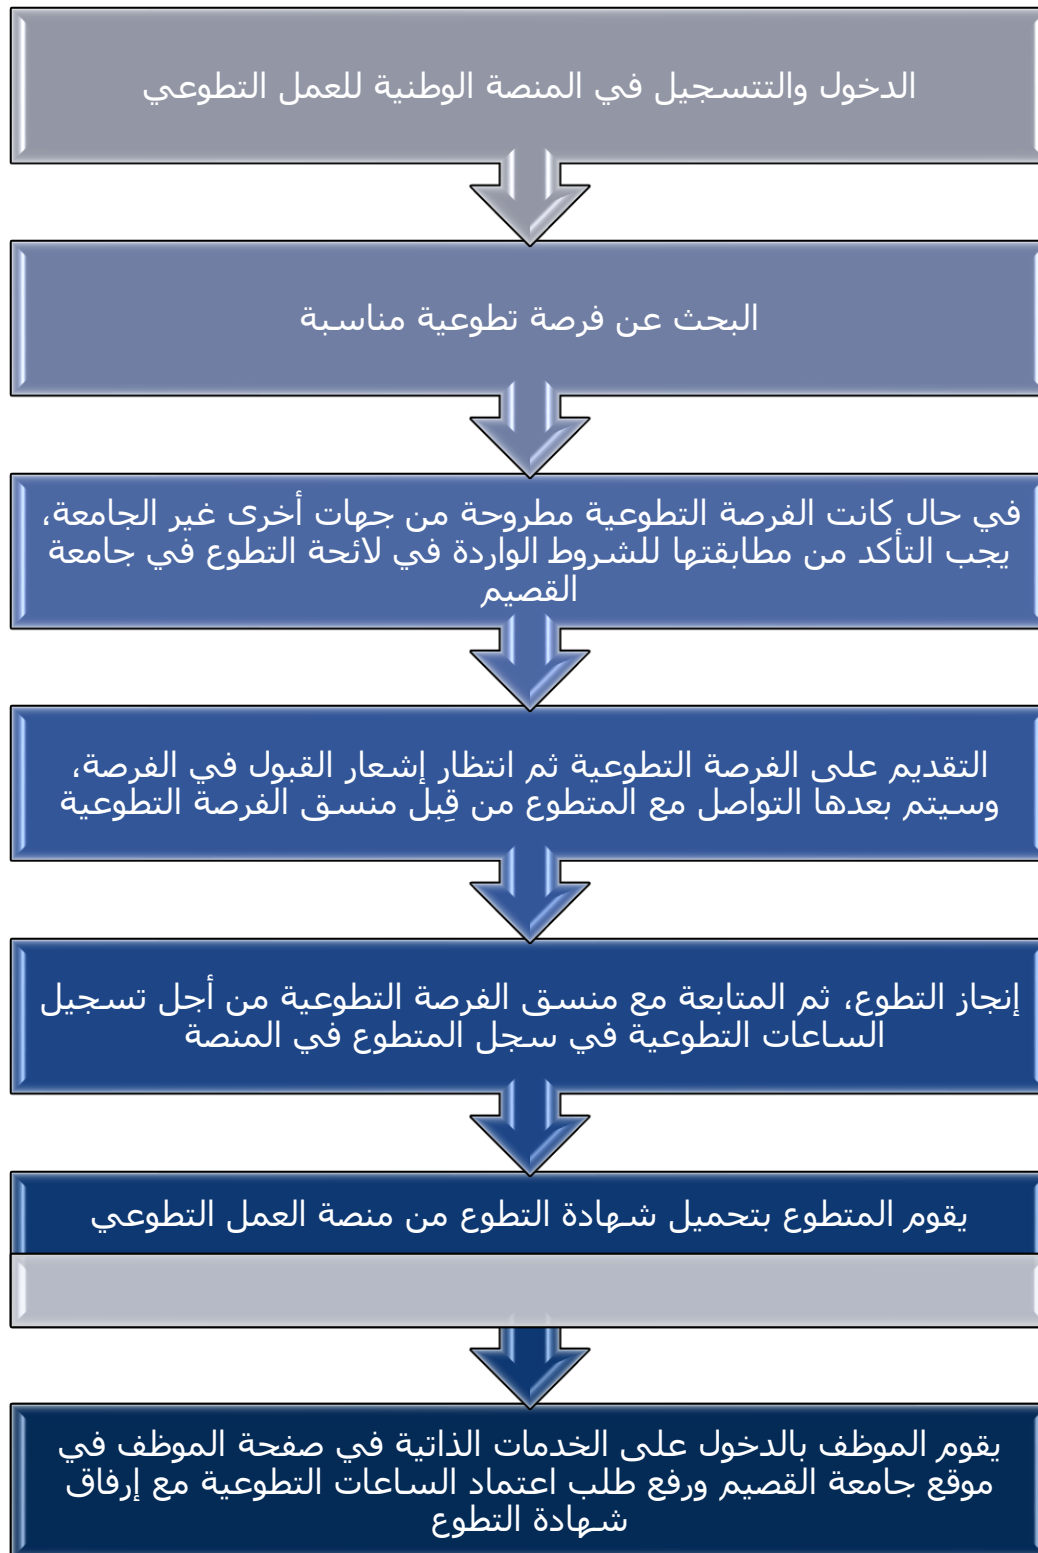 الدخول والتتسجيل في المنصة الوطنية للعمل التطوعي
البحث عن فرصة تطوعية مناسبة
في حال كانت الفرصة التطوعية مطروحة من جهات أخرى غير الجامعة،
يجب التأكد من مطابقتها للشروط الواردة في لائحة التطوع في جامعة
القصيم
التقديم على الفرصة التطوعية ثم انتظار إشعار القبول في الفرصة،
وسيتم بعدها التواصل مع المتطوع من قِبل منسق الفرصة التطوعية
إنجاز التطوع، ثم المتابعة مع منسق الفرصة التطوعية من أجل تسجيل
الساعات التطوعية في سجل المتطوع في المنصة
يقوم المتطوع بتحميل شهادة التطوع من منصة العمل التطوعي
يقوم الموظف بالدخول على الخدمات الذاتية في صفحة الموظف في
موقع جامعة القصيم ورفع طلب اعتماد الساعات التطوعية مع إرفاق
شهادة التطوع